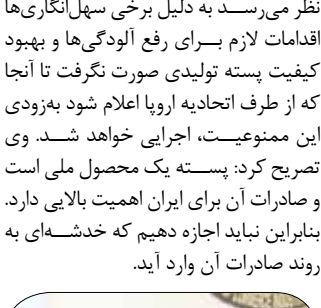 نظر می‌رسد به دلیل برخی سهل‌انگاری‌ها
اقدامات لازم برای رفع آلودگی‌ها و بهبود
کیفیت پسته تولیدی صورت نگرفت تا آنجا
که از طرف اتحادیه اروپا اعلام شود به‌زودی
این ممنوعیت، اجرایی خواهد شد. وی
تصریح کرد: پسته یک محصول ملی است
و صادرات آن برای ایران اهمیت بالایی دارد.
بنابراین نباید اجازه دهیم که خدشه‌ای به
روند صادرات آن وارد آید.